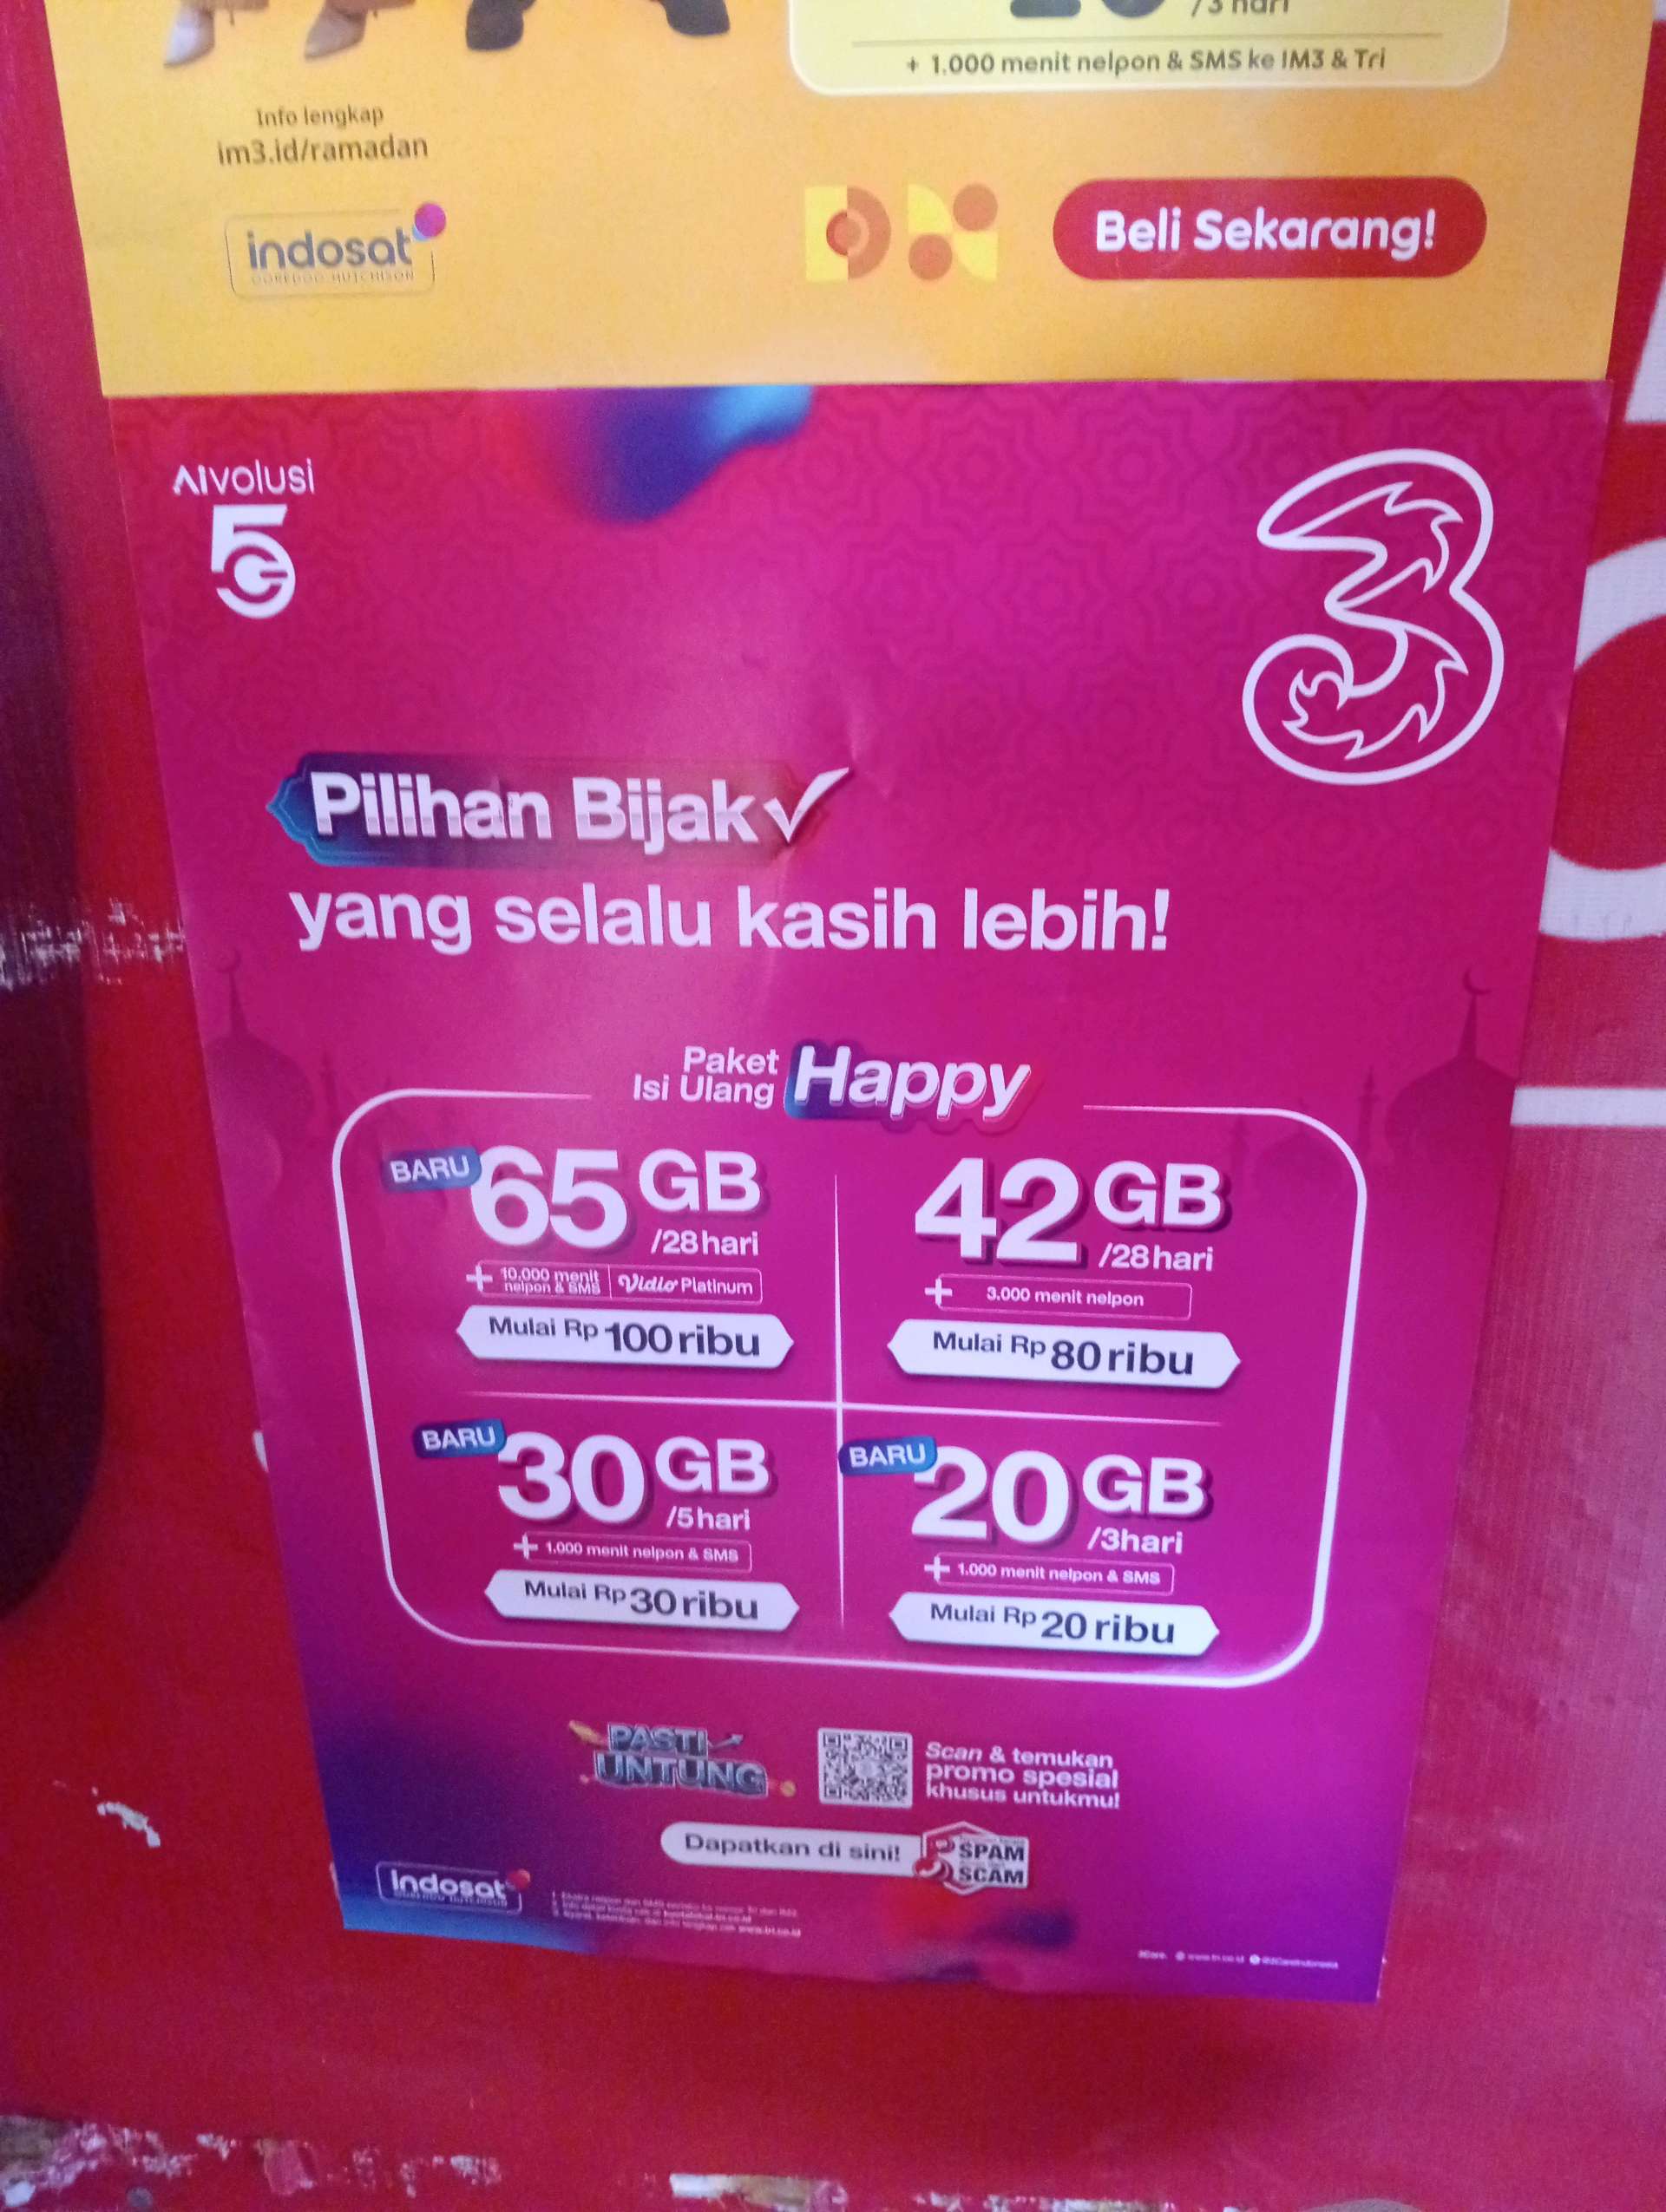 /3 hari
+ 1.000 menit nelpon & SMS ke IM3 & Tri
Info lengkap
im3.id/ramadan
indosat
OOREDOO HUTCHISON
Beli Sekarang!
AIvolusi
5G
3
Pilihan Bijak
yang selalu kasih lebih!
Paket
Isi Ulang
Happy
BARU
65 GB
/28 hari
+ 10.000 menit
nelpon & SMS
Vidio Platinum
Mulai Rp 100 ribu
42 GB
/28 hari
+ 3.000 menit nelpon
Mulai Rp 80 ribu
BARU
30 GB
/5 hari
+ 1.000 menit nelpon & SMS
Mulai Rp 30 ribu
BARU
20 GB
/3hari
+ 1.000 menit nelpon & SMS
Mulai Rp 20 ribu
PASTI
UNTUNG
Scan & temukan
promo spesial
khusus untukmu!
Dapatkan di sini!
SPAM
SCAM
Indosat
OOREDOO HUTCHISON